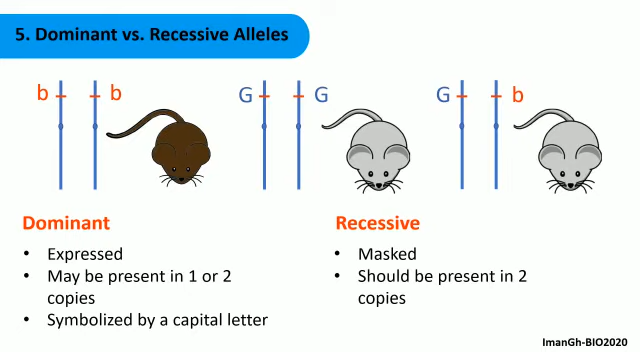 5. Dominant vs. Recessive Alleles
b b G G G b
Dominant
• Expressed
• May be present in 1 or 2
copies
• Symbolized by a capital letter
Recessive
• Masked
• Should be present in 2
copies
ImanGh-BIO2020